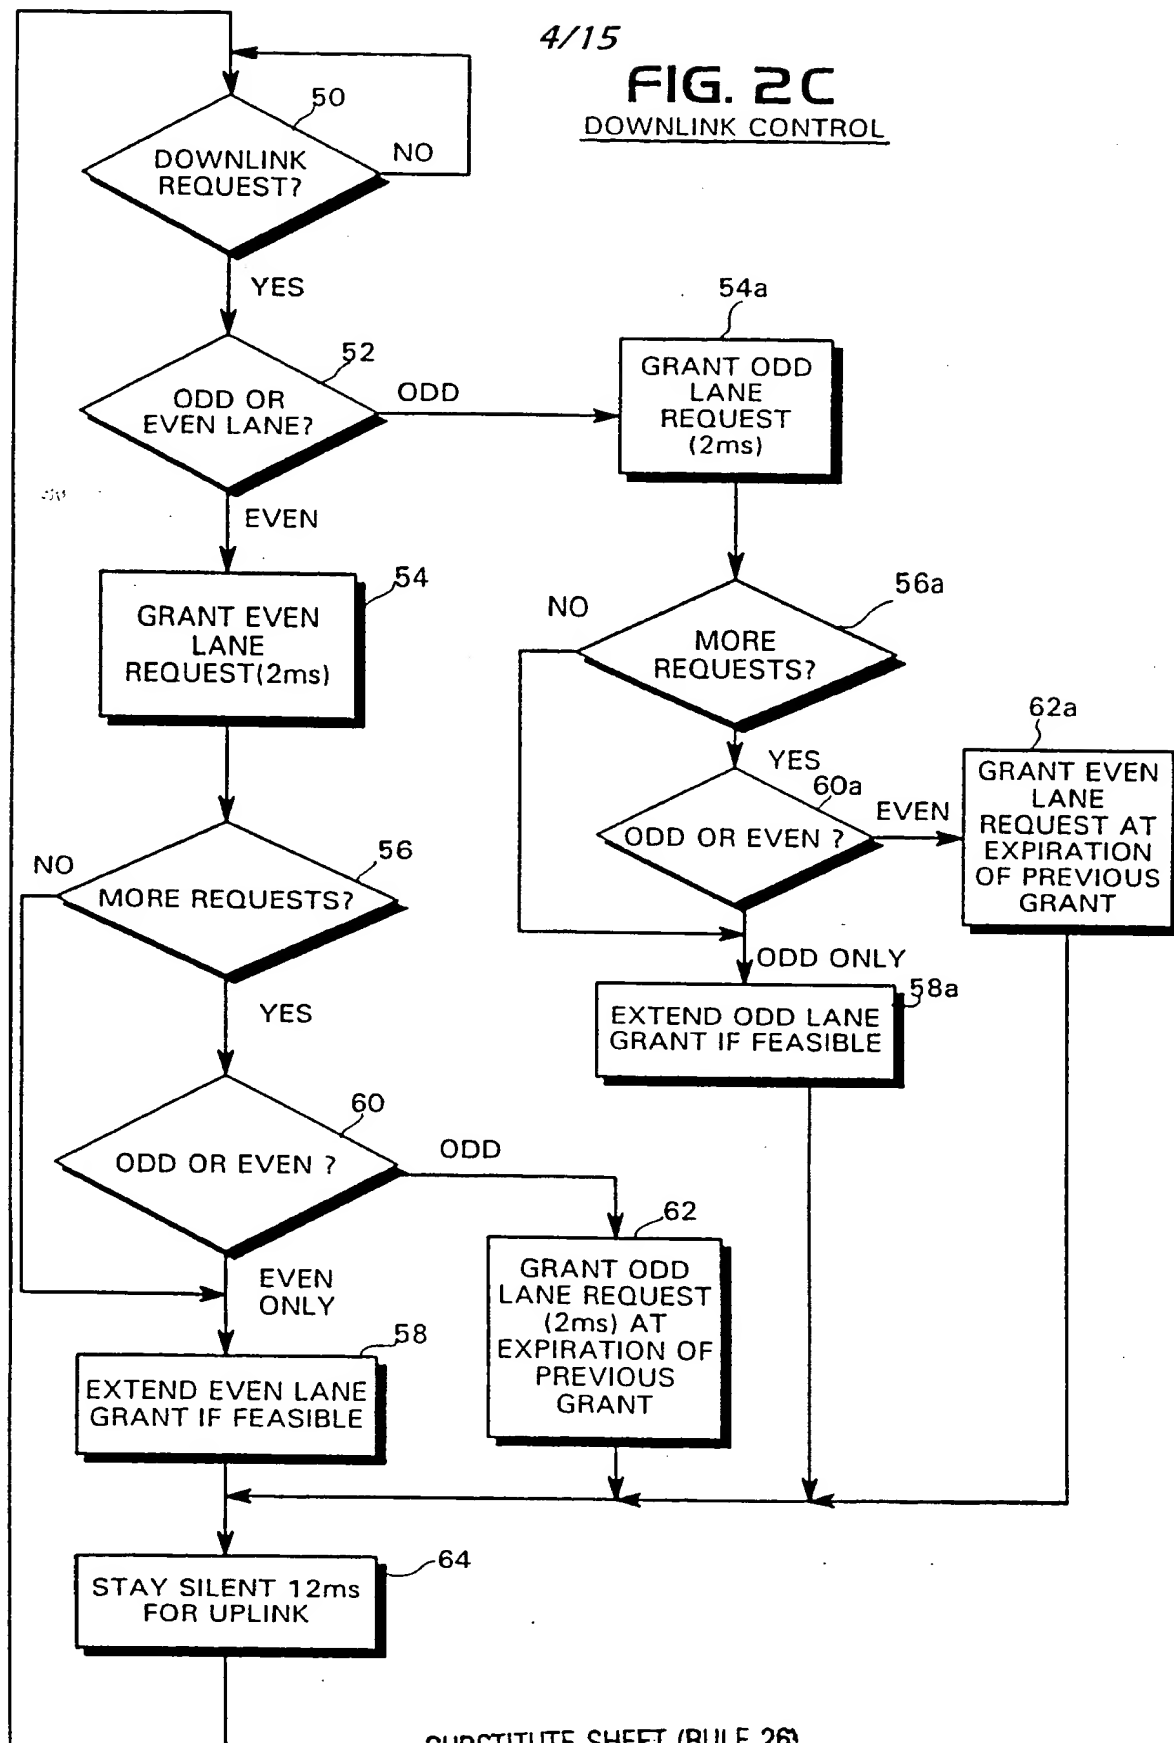 4/15
FIG. 2C
DOWNLINK CONTROL
50
DOWNLINK
REQUEST?
NO
YES
52
ODD OR
EVEN LANE?
ODD
EVEN
54a
GRANT ODD
LANE
REQUEST
(2ms)
54
GRANT EVEN
LANE
REQUEST(2ms)
56a
NO
MORE
REQUESTS?
YES
60a
ODD OR EVEN ?
EVEN
62a
GRANT EVEN
LANE
REQUEST AT
EXPIRATION
OF PREVIOUS
GRANT
ODD ONLY
58a
EXTEND ODD LANE
GRANT IF FEASIBLE
56
NO
MORE REQUESTS?
YES
60
ODD OR EVEN ?
ODD
EVEN
ONLY
62
GRANT ODD
LANE REQUEST
(2ms) AT
EXPIRATION OF
PREVIOUS
GRANT
58
EXTEND EVEN LANE
GRANT IF FEASIBLE
64
STAY SILENT 12ms
FOR UPLINK
SUBSTITUTE SHEET (RULE 26)